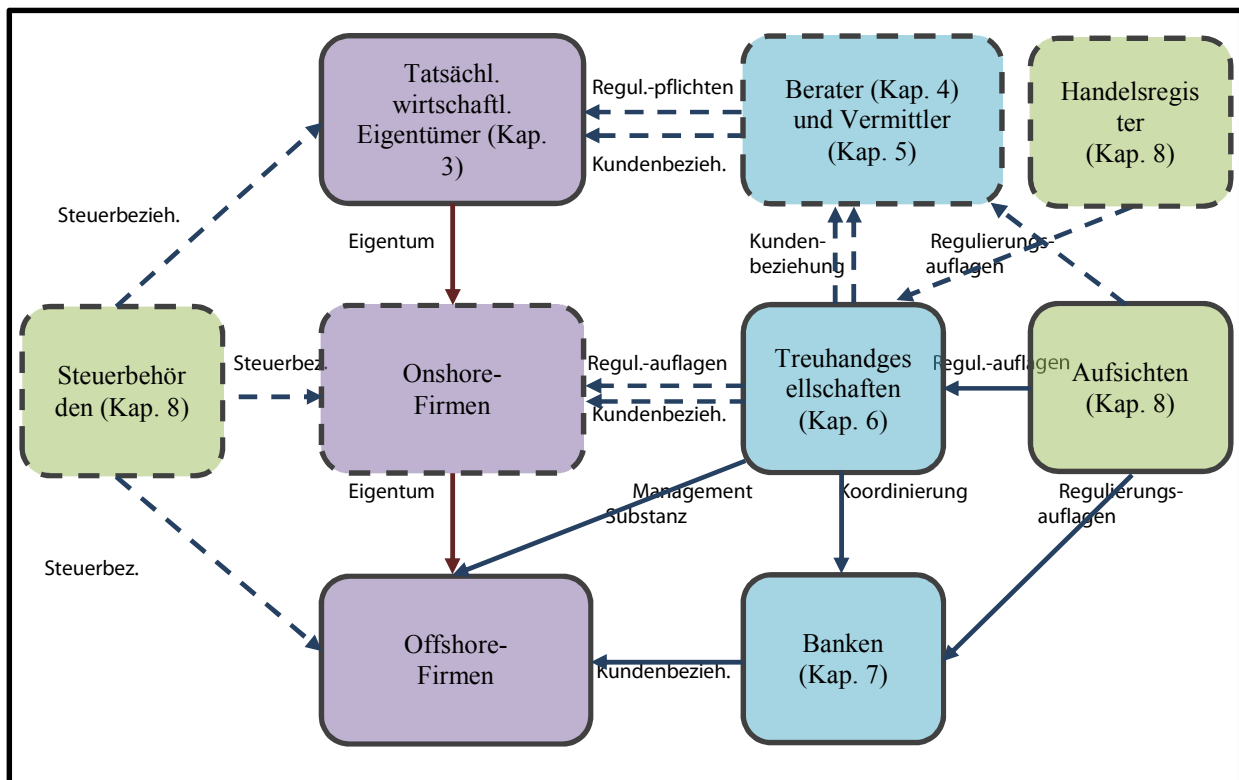 Tatsächl.
wirtschaftl.
Eigentümer (Kap.
3)
Regul.-pflichten
Kundenbezieh.
Berater (Kap. 4)
und Vermittler
(Kap. 5)
Handelsregis
ter
(Kap. 8)
Steuerbezieh.
Eigentum
Kunden-
beziehung
Regulierungs-
auflagen
Steuerbehör
den (Kap. 8)
Steuerbez.
Onshore-
Firmen
Regul.-auflagen
Kundenbezieh.
Treuhandges
ellschaften
(Kap. 6)
Regul.-auflagen
Aufsichten
(Kap. 8)
Eigentum
Management
Substanz
Koordinierung
Regulierungs-
auflagen
Steuerbez.
Offshore-
Firmen
Kundenbezieh.
Banken
(Kap. 7)